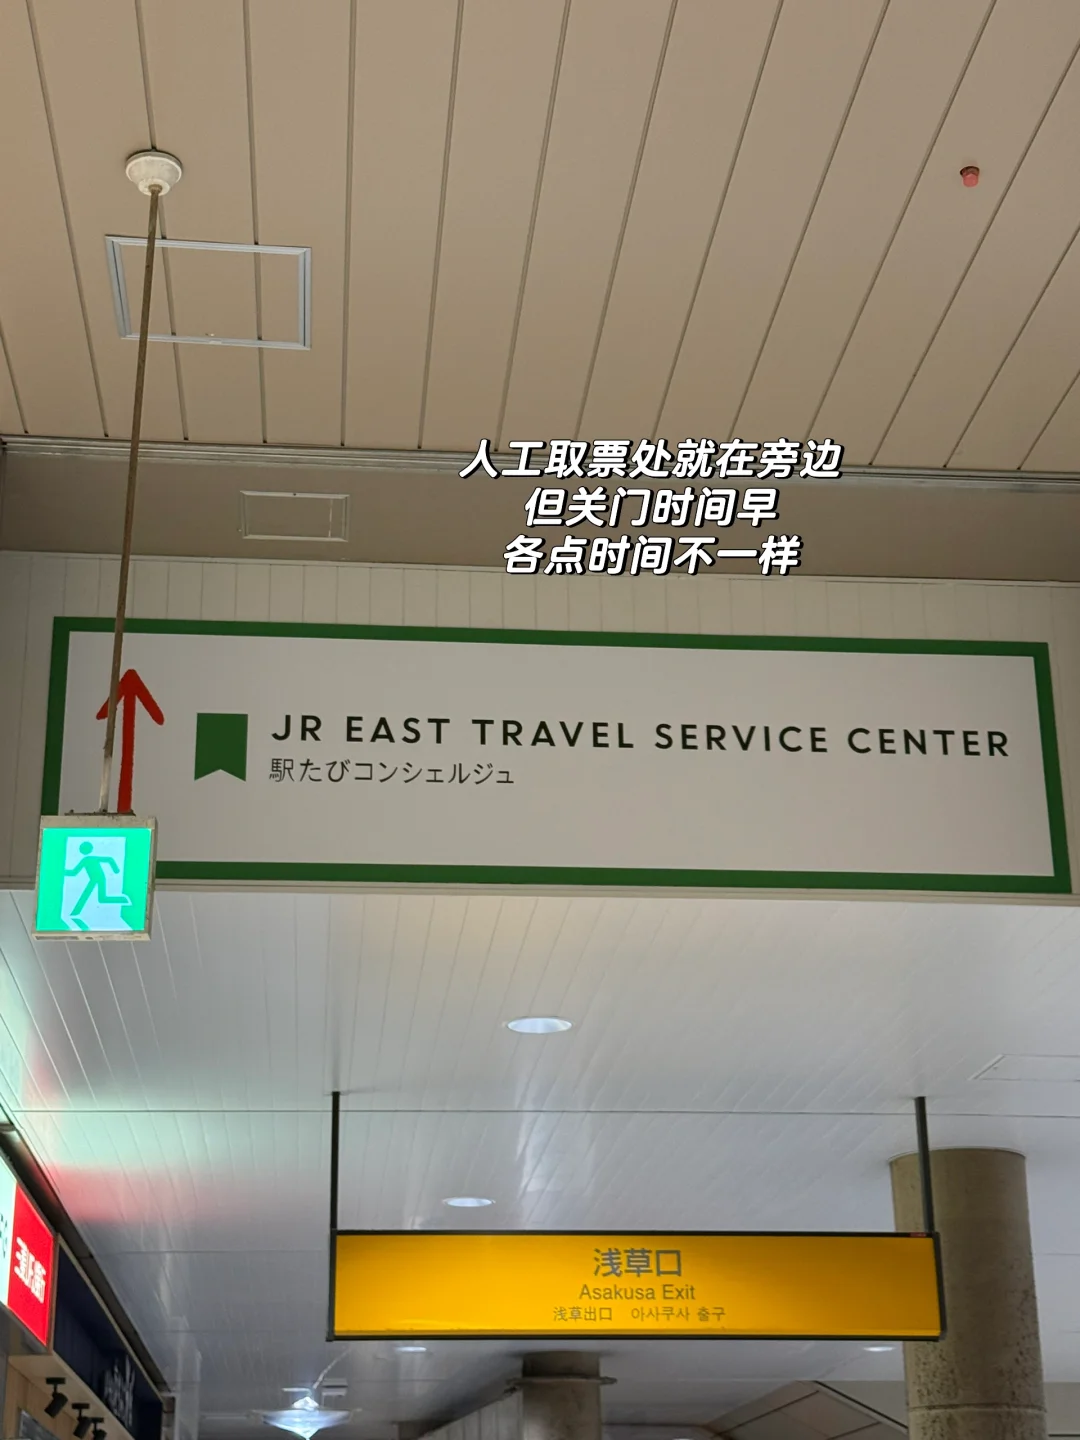 人工取票处就在旁边
但关门时间早
各点时间不一样
JR EAST TRAVEL SERVICE CENTER
駅たびコンシェルジュ
浅草口
Asakusa Exit
浅草出口 아사쿠사 출구